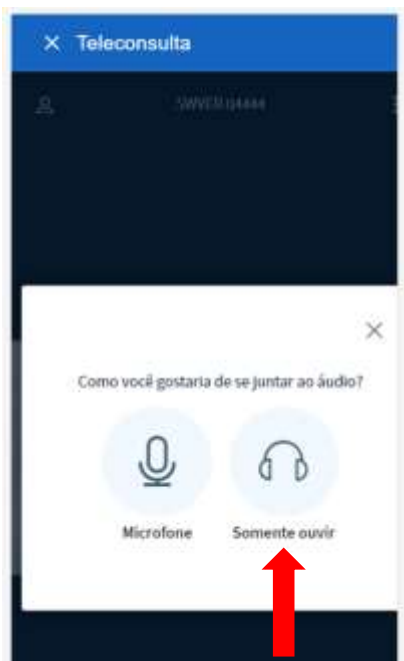 Teleconsulta
Como você gostaria de se juntar ao áudio?
Microfone
Somente ouvir